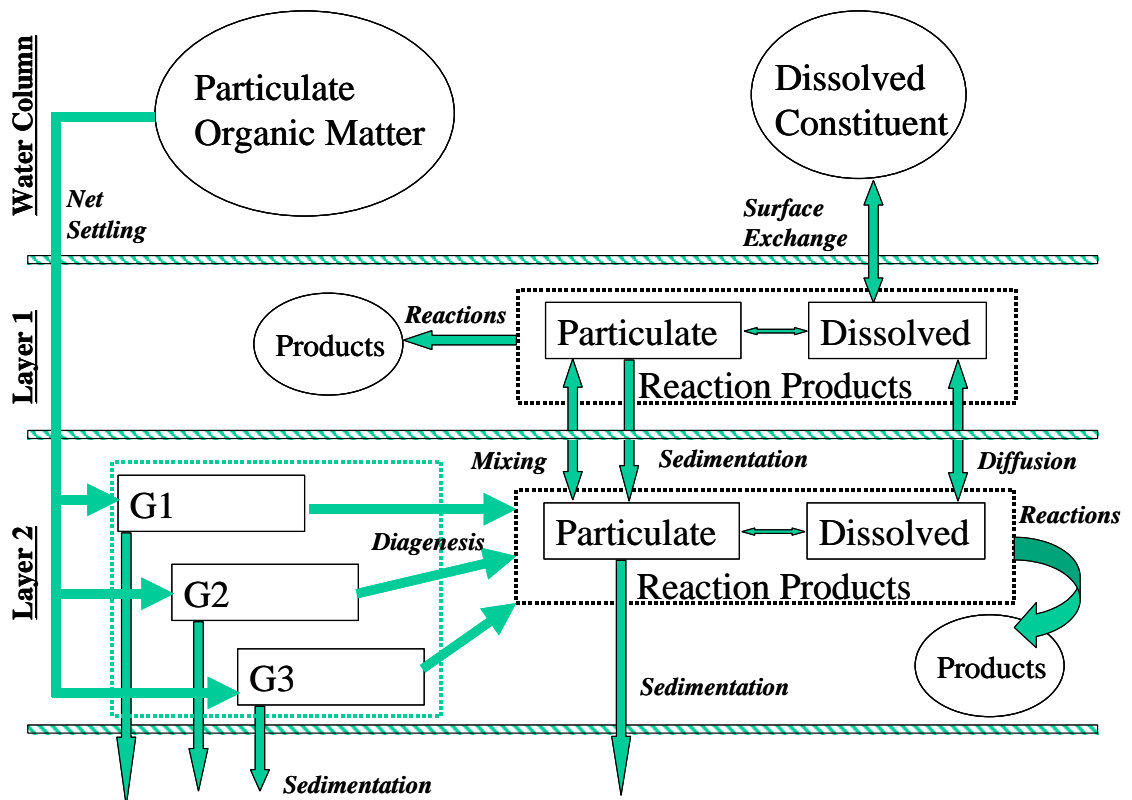 Water Column
Particulate
Organic Matter
Dissolved
Constituent
Net
Settling
Surface
Exchange
Layer 1
Products
Reactions
Particulate
Dissolved
Reaction Products
Mixing
Sedimentation
Diffusion
Layer 2
G1
G2
G3
Diagenesis
Particulate
Dissolved
Reaction Products
Reactions
Products
Sedimentation
Sedimentation